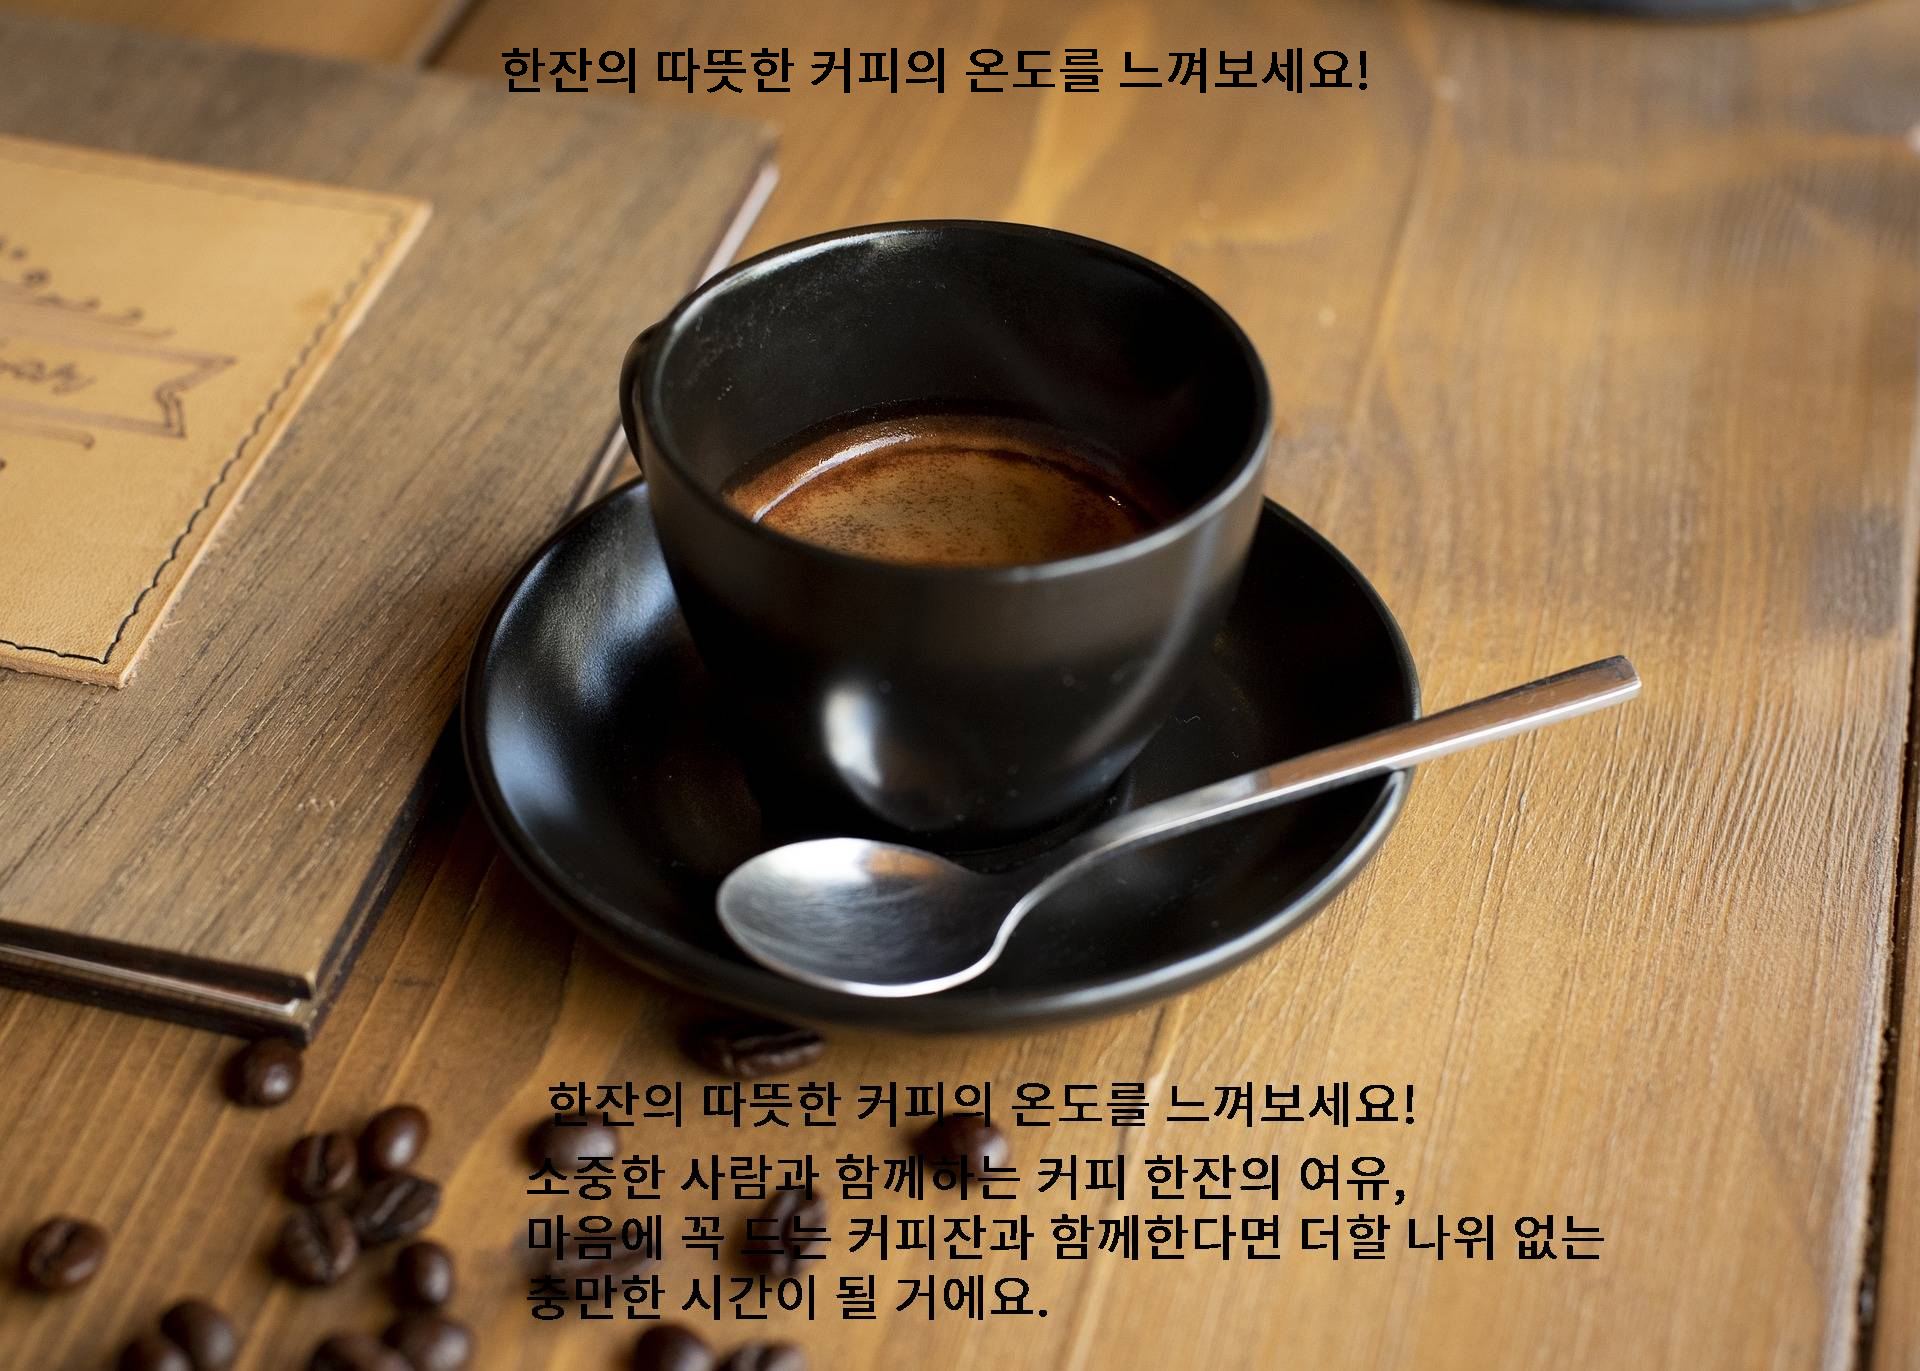 한잔의 따뜻한 커피의 온도를 느껴보세요!
한잔의 따뜻한 커피의 온도를 느껴보세요!
소중한 사람과 함께하는 커피 한잔의 여유,
마음에 꼭 드는 커피잔과 함께한다면 더할 나위 없는
충만한 시간이 될 거에요.